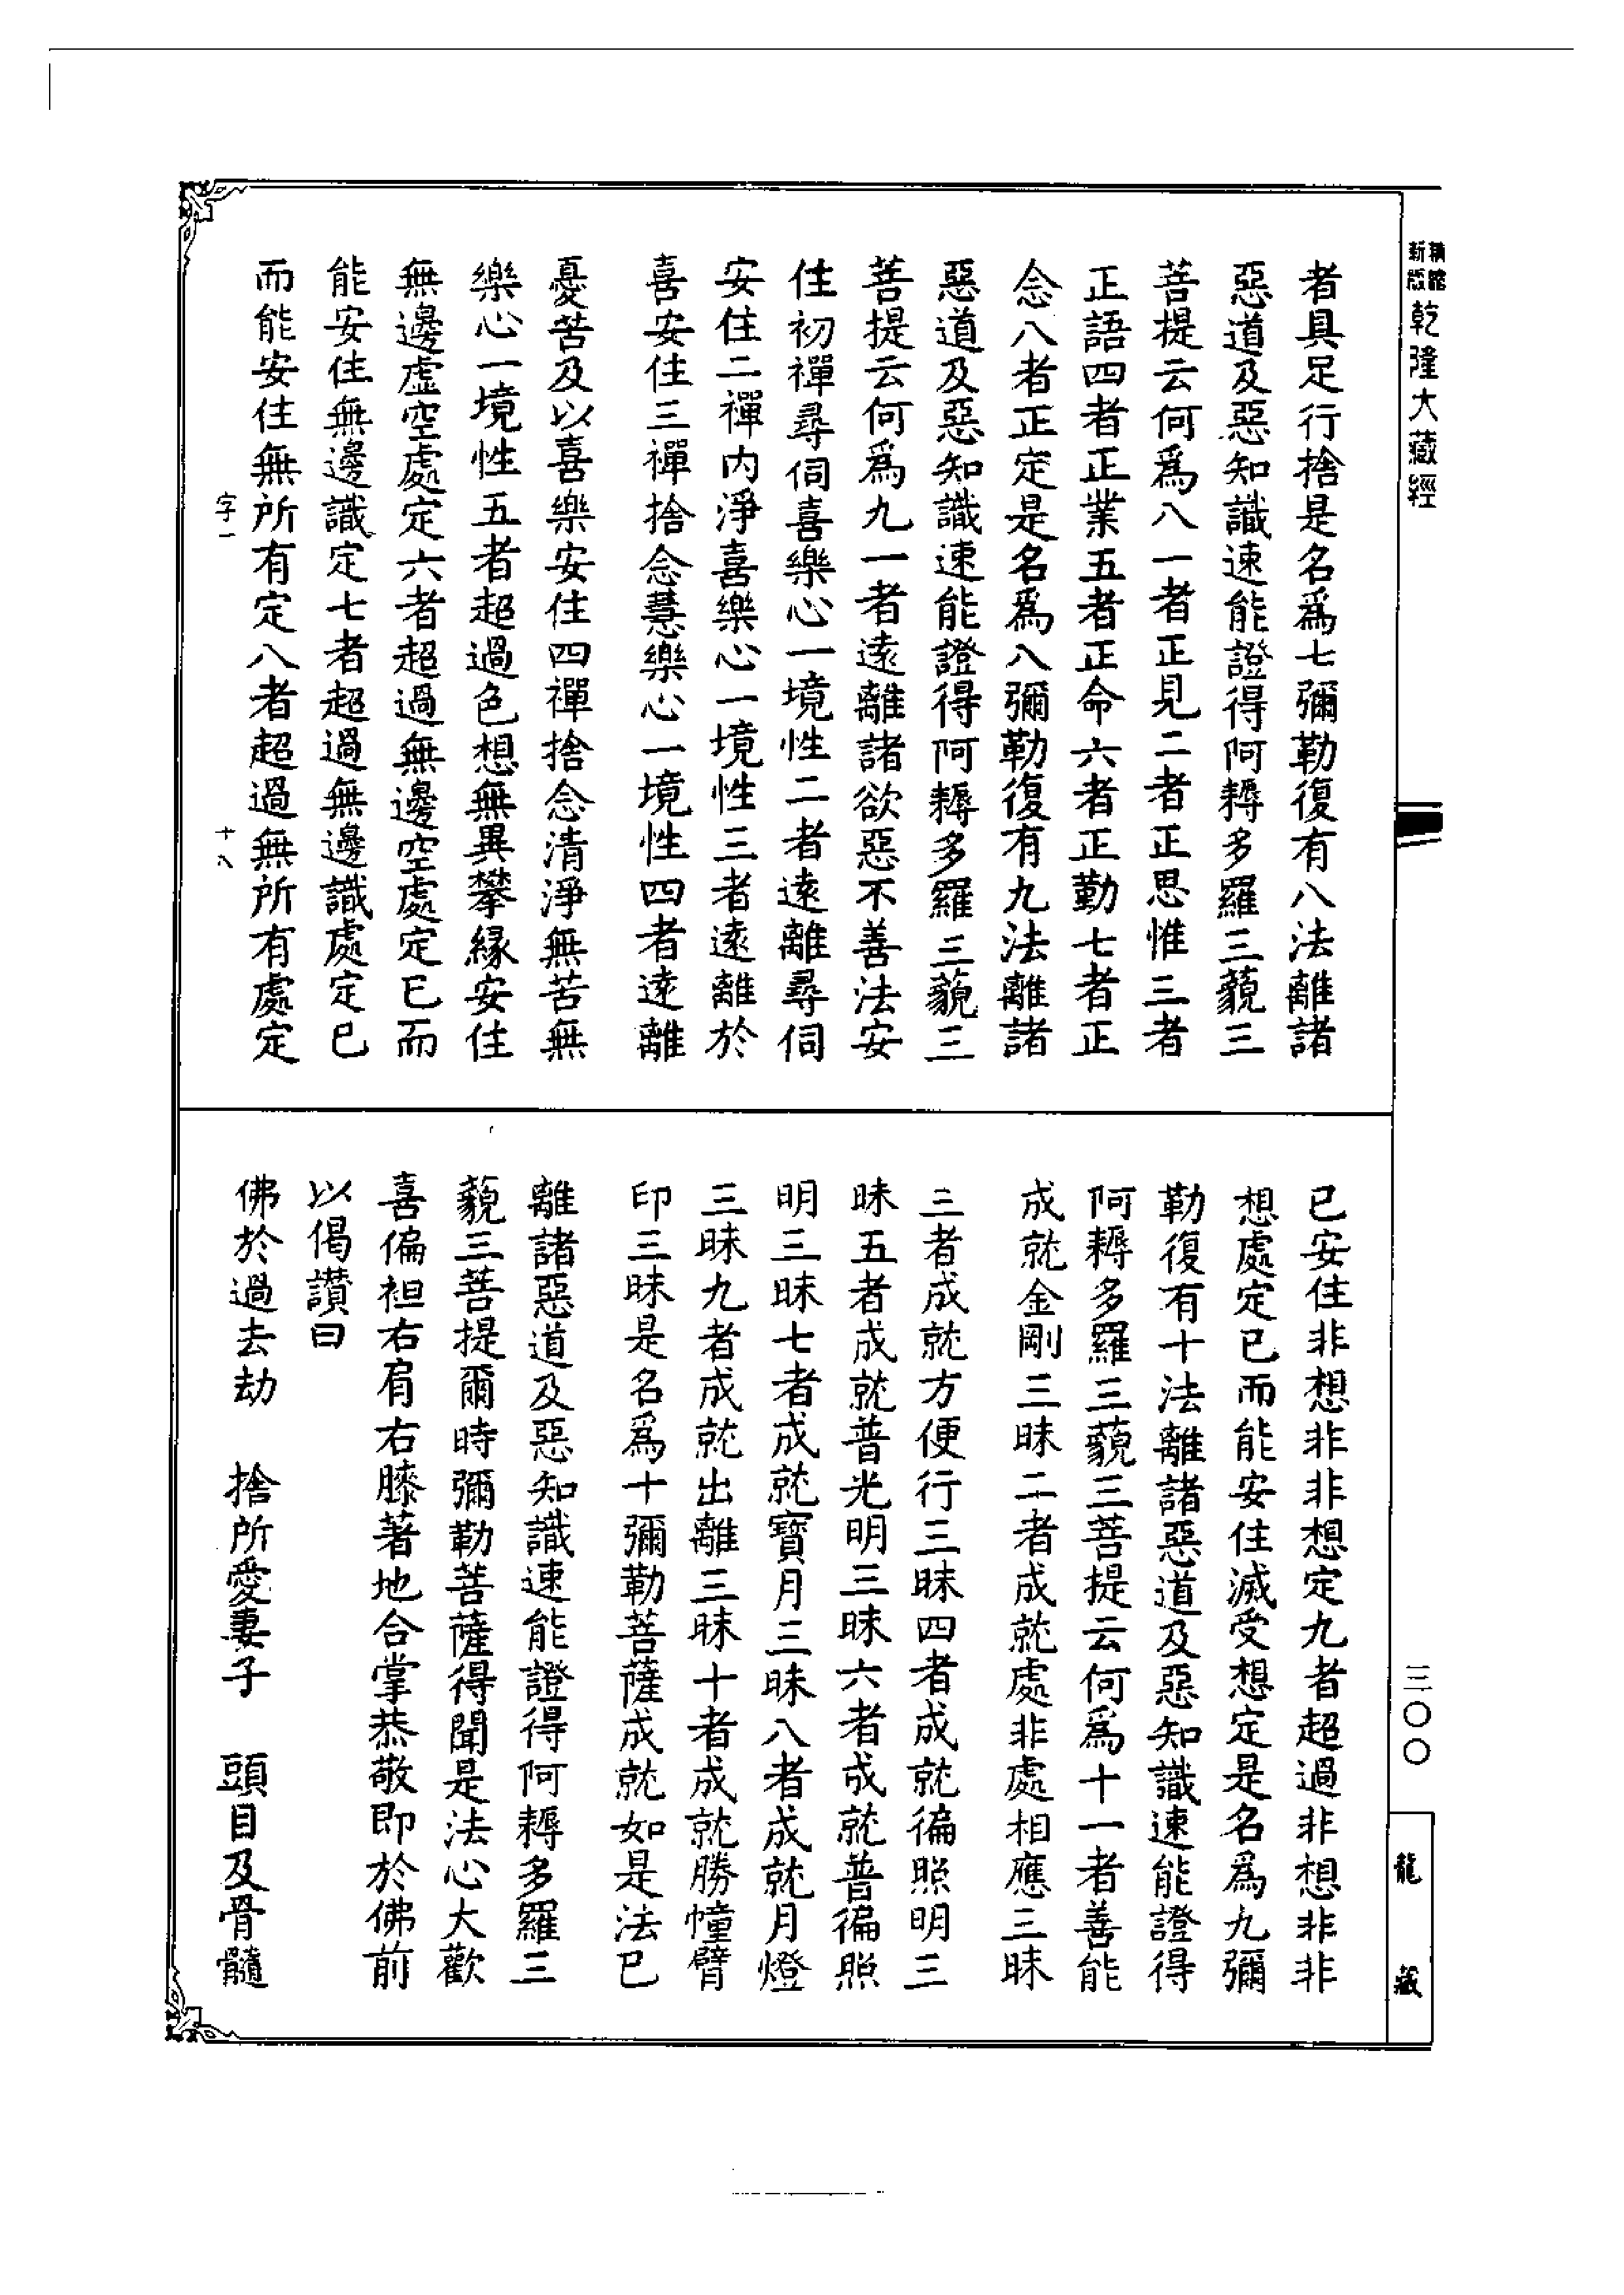 新版
乾隆大藏經
者具足行捨是名爲七彌勒復有八法離諸
惡道及惡知識速能證得阿耨多羅三藐三
菩提云何爲八一者正見二者正思惟三者
正語四者正業五者正命六者正勤七者正
念八者正定是名爲八彌勒復有九法離諸
惡道及惡知識速能證得阿耨多羅三藐三
菩提云何爲九一者遠離諸欲惡不善法安
住初禪尋伺喜樂心一境性二者遠離尋伺
安住二禪內淨喜樂心一境性三者遠離於
喜安住三禪捨念慧樂心一境性四者遠離
憂苦及以喜樂安住四禪捨念清淨無苦無
樂心一境性五者超過色想無異攀緣安住
無邊虛空處定六者超過無邊空處定已而
能安住無邊識定七者超過無邊識處定已
而能安住無所有定八者超過無所有處定
字一
十八
已安住非想非非想定九者超過非想非非
想處定已而能安住滅受想定是名爲九彌
勒復有十法離諸惡道及惡知識速能證得
阿耨多羅三藐三菩提云何爲十一者善能
成就金剛三昧二者成就處非處相應三昧
三者成就方便行三昧四者成就徧照明三
昧五者成就普光明三昧六者成就普徧照
明三昧七者成就寶月三昧八者成就月燈
三昧九者成就出離三昧十者成就勝幢臂
印三昧是名爲十彌勒菩薩成就如是法已
離諸惡道及惡知識速能證得阿耨多羅三
藐三菩提爾時彌勒菩薩得聞是法心大歡
喜偏袒右肩右膝著地合掌恭敬即於佛前
以偈讚曰
佛於過去劫　捨所愛妻子　頭目及骨髓
三〇〇
龍藏